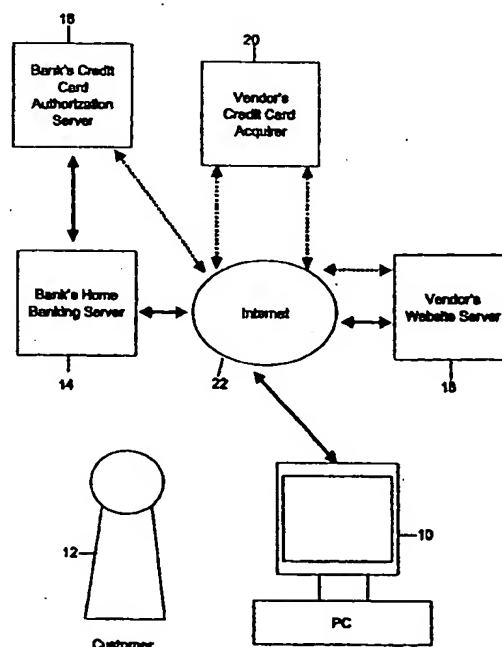 16
Bank's Credit
Card
Authorization
Server
20
Vendor's
Credit Card
Acquirer
Bank's Home
Banking Server
14
Internet
22
Vendor's
Website Server
18
12
Customer
10
PC